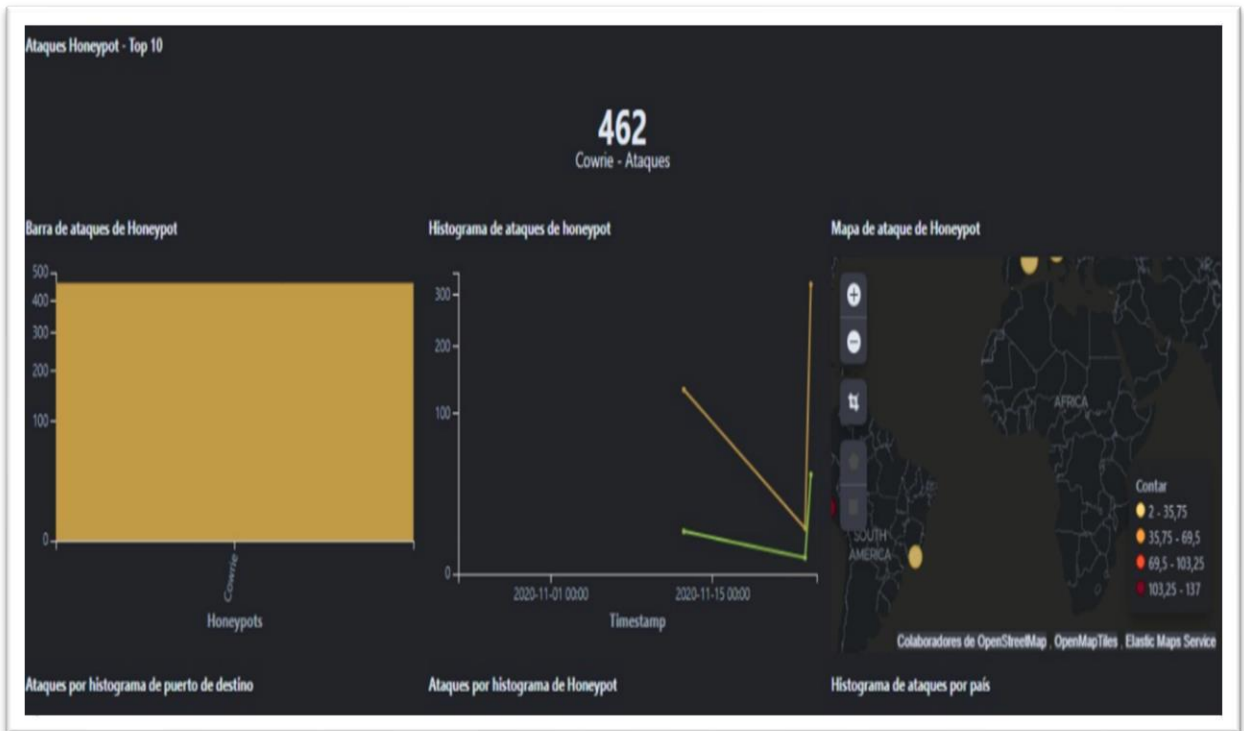 Ataques Honeypot - Top 10
462
Cowrie - Ataques
Barra de ataques de Honeypot
500
400
300
200
100
0
Cowrie
Honeypots
Histograma de ataques de honeypot
300
200
100
0
2020-11-01 00:00
2020-11-15 00:00
Timestamp
Mapa de ataque de Honeypot
AFRICA
SOUTH
AMERICA
Contar
2 - 35,75
35,75 - 69,5
69,5 - 103,25
103,25 - 137
Colaboradores de OpenStreetMap , OpenMapTiles , Elastic Maps Service
Ataques por histograma de puerto de destino
Ataques por histograma de Honeypot
Histograma de ataques por país